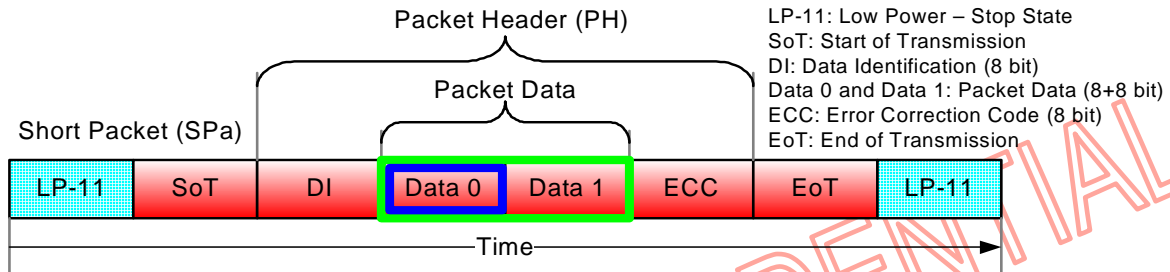 Packet Header (PH)
LP-11: Low Power – Stop State
SoT: Start of Transmission
DI: Data Identification (8 bit)
Data 0 and Data 1: Packet Data (8+8 bit)
ECC: Error Correction Code (8 bit)
EoT: End of Transmission
Packet Data
Short Packet (SPa)
LP-11 SoT DI Data 0 Data 1 ECC EoT LP-11
Time
DENTIAL